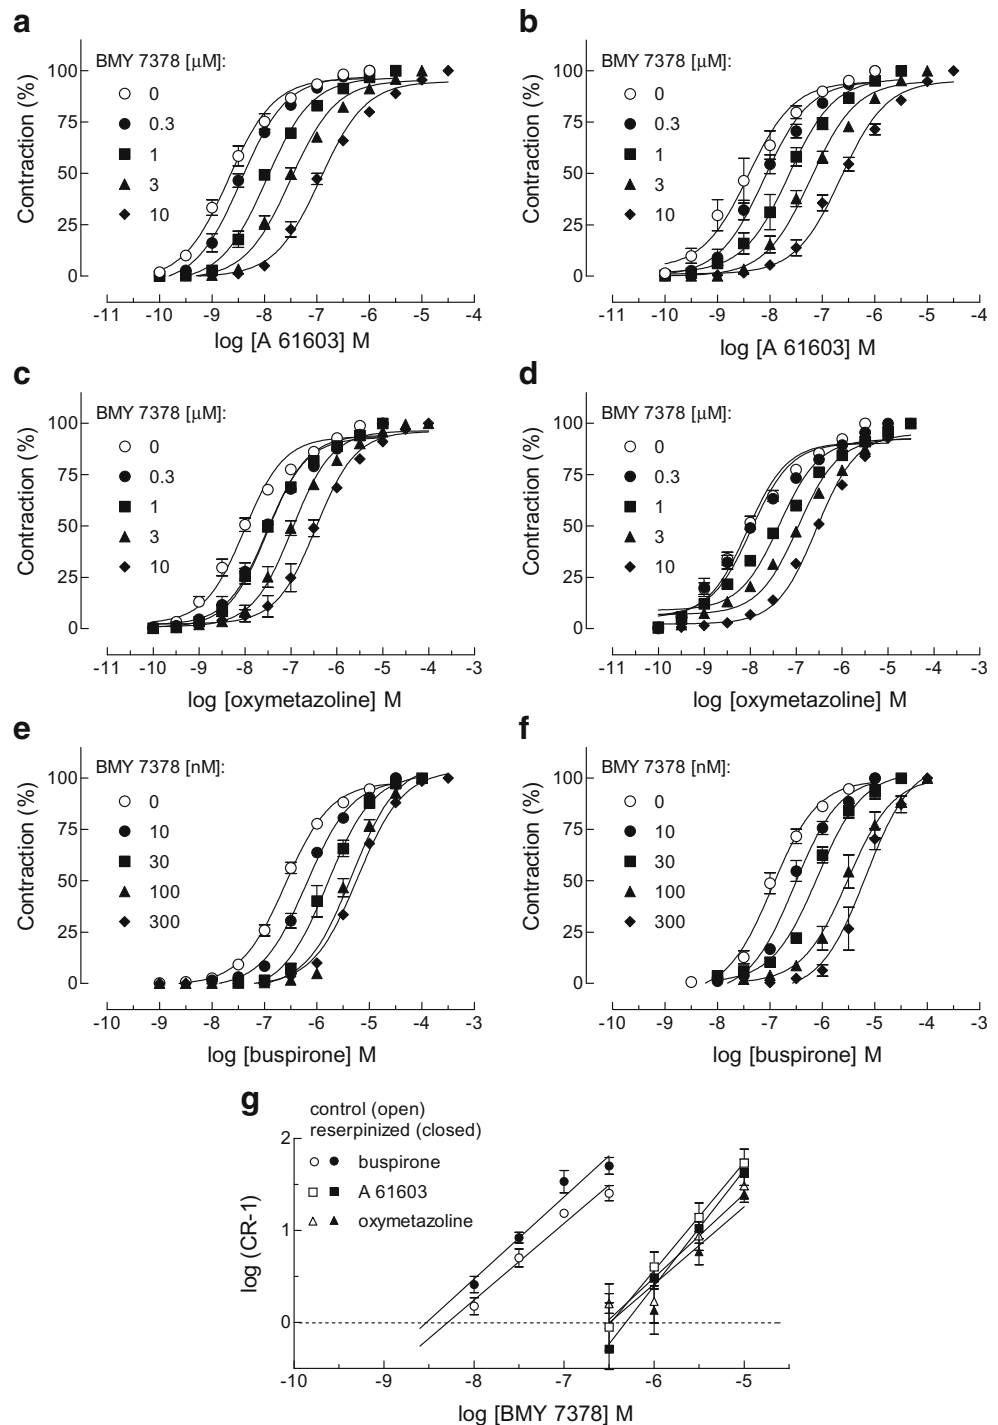 a
BMY 7378 [µM]:
0
0.3
1
3
10
Contraction (%)
100
75
50
25
0
-11 -10 -9 -8 -7 -6 -5 -4
log [A 61603] M
b
BMY 7378 [µM]:
0
0.3
1
3
10
Contraction (%)
100
75
50
25
0
-11 -10 -9 -8 -7 -6 -5 -4
log [A 61603] M
c
BMY 7378 [µM]:
0
0.3
1
3
10
Contraction (%)
100
75
50
25
0
-11 -10 -9 -8 -7 -6 -5 -4 -3
log [oxymetazoline] M
d
BMY 7378 [µM]:
0
0.3
1
3
10
Contraction (%)
100
75
50
25
0
-11 -10 -9 -8 -7 -6 -5 -4 -3
log [oxymetazoline] M
e
BMY 7378 [nM]:
0
10
30
100
300
Contraction (%)
100
75
50
25
0
-10 -9 -8 -7 -6 -5 -4 -3
log [buspirone] M
f
BMY 7378 [nM]:
0
10
30
100
300
Contraction (%)
100
75
50
25
0
-10 -9 -8 -7 -6 -5 -4 -3
log [buspirone] M
g
control (open)
reserpinized (closed)
buspirone
A 61603
oxymetazoline
log (CR-1)
2
1
0
-10 -9 -8 -7 -6 -5
log [BMY 7378] M